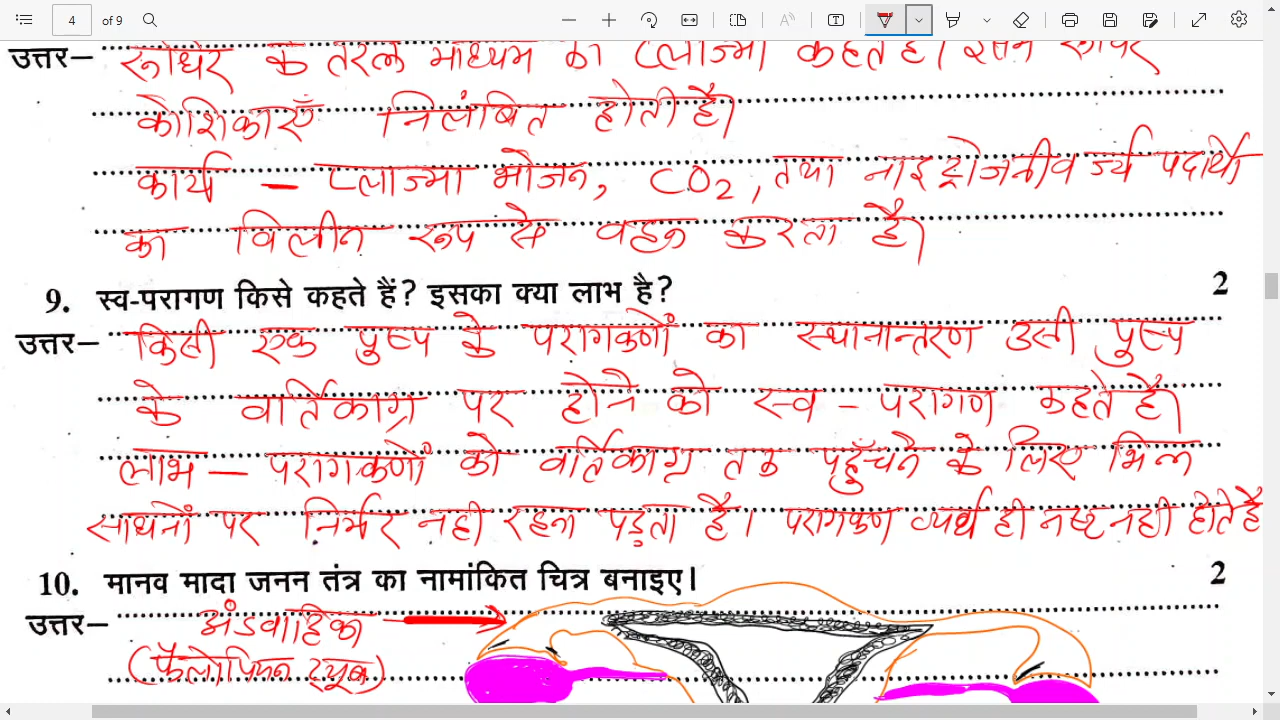 4 of 9
उत्तर– रूधिर के तरल माध्यम को प्लाज्मा कहते है। इसमें रूधिर
कोशिकाएँ निलंबित होती है।
कार्य – प्लाज्मा भोजन, CO2, तथा नाइट्रोजनीवर्ज्य पदार्थो
का विलीन रूप से वहन करता है।
9. स्व-परागण किसे कहते हैं? इसका क्या लाभ है? 2
उत्तर– किसी एक पुष्प के परागकणों का स्थानान्तरण उसी पुष्प
के वर्तिकाग्र पर होने को स्व – परागण कहते है।
लाभ – परागकणों को वर्तिकाग्र तक पहुँचने के लिए भिन्न
साधनों पर निर्भर नही रहना पड़ता है। परागकण व्यर्थ ही नष्ट नही होते है
10. मानव मादा जनन तंत्र का नामांकित चित्र बनाइए। 2
उत्तर– अंडवाहिका
(फैलोपियन ट्यूब)